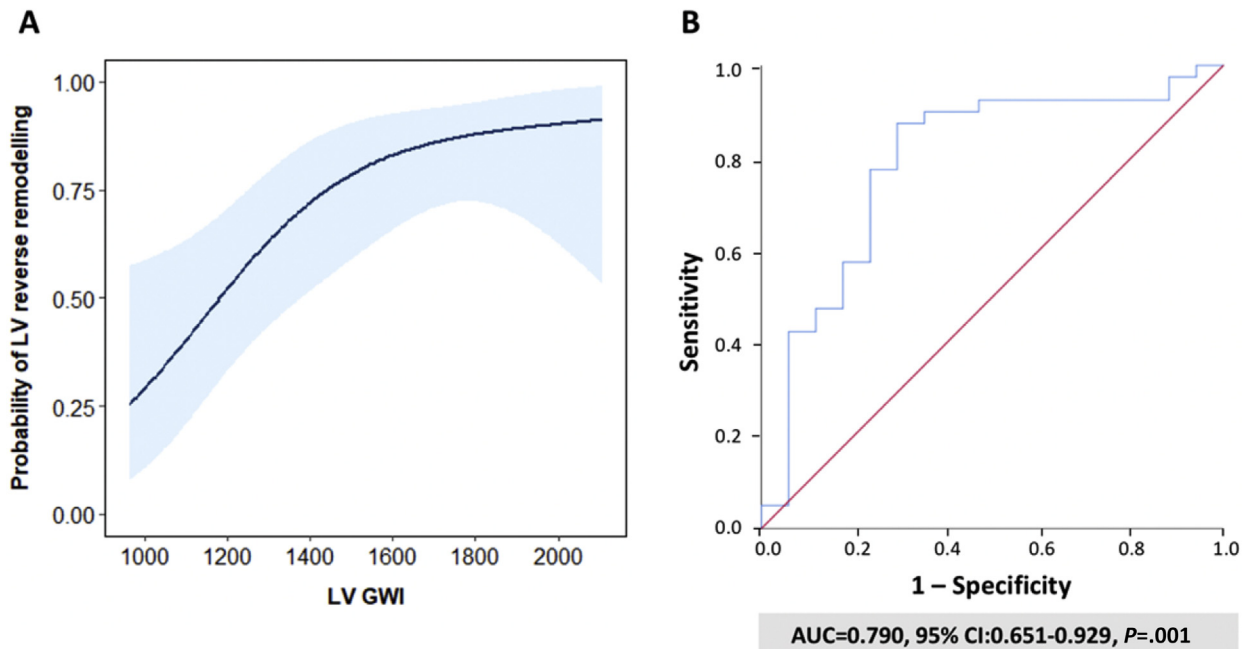 A
Probability of LV reverse remodelling
1.00
0.75
0.50
0.25
0.00
1000 1200 1400 1600 1800 2000
LV GWI
B
Sensitivity
1.0
0.8
0.6
0.4
0.2
0.0
0.0 0.2 0.4 0.6 0.8 1.0
1 – Specificity
AUC=0.790, 95% CI:0.651-0.929, P=.001